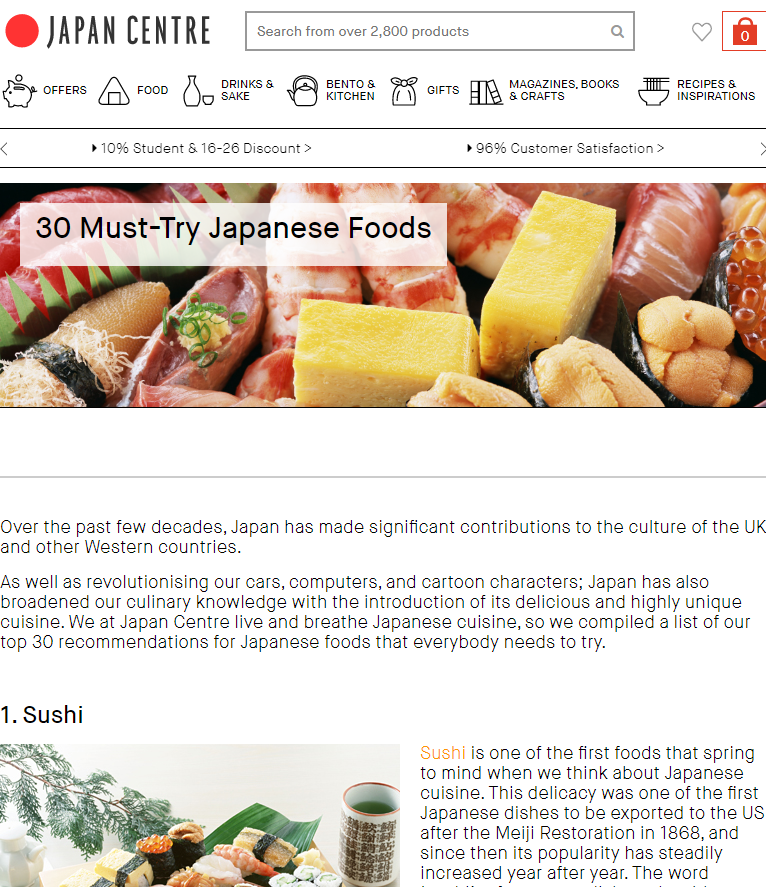 JAPAN CENTRE
Search from over 2,800 products
0
OFFERS
FOOD
DRINKS &
SAKE
BENTO &
KITCHEN
GIFTS
MAGAZINES, BOOKS
& CRAFTS
RECIPES &
INSPIRATIONS
10% Student & 16-26 Discount >
96% Customer Satisfaction >
30 Must-Try Japanese Foods
Over the past few decades, Japan has made significant contributions to the culture of the UK
and other Western countries.
As well as revolutionising our cars, computers, and cartoon characters; Japan has also
broadened our culinary knowledge with the introduction of its delicious and highly unique
cuisine. We at Japan Centre live and breathe Japanese cuisine, so we compiled a list of our
top 30 recommendations for Japanese foods that everybody needs to try.
1. Sushi
Sushi is one of the first foods that spring
to mind when we think about Japanese
cuisine. This delicacy was one of the first
Japanese dishes to be exported to the US
after the Meiji Restoration in 1868, and
since then its popularity has steadily
increased year after year. The word